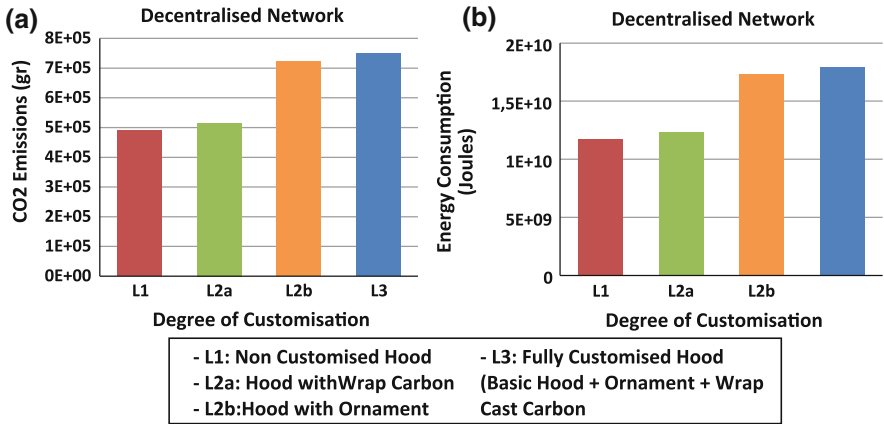 (a)
Decentralised Network
8E+05
7E+05
6E+05
5E+05
4E+05
3E+05
2E+05
1E+05
0E+00
CO2 Emissions (gr)
L1 L2a L2b L3
Degree of Customisation
(b)
Decentralised Network
2E+10
1,5E+10
1E+10
5E+09
0
Energy Consumption
(Joules)
L1 L2a L2b
Degree of Customisation
- L1: Non Customised Hood
- L2a: Hood withWrap Carbon
- L2b:Hood with Ornament
- L3: Fully Customised Hood
(Basic Hood + Ornament + Wrap
Cast Carbon